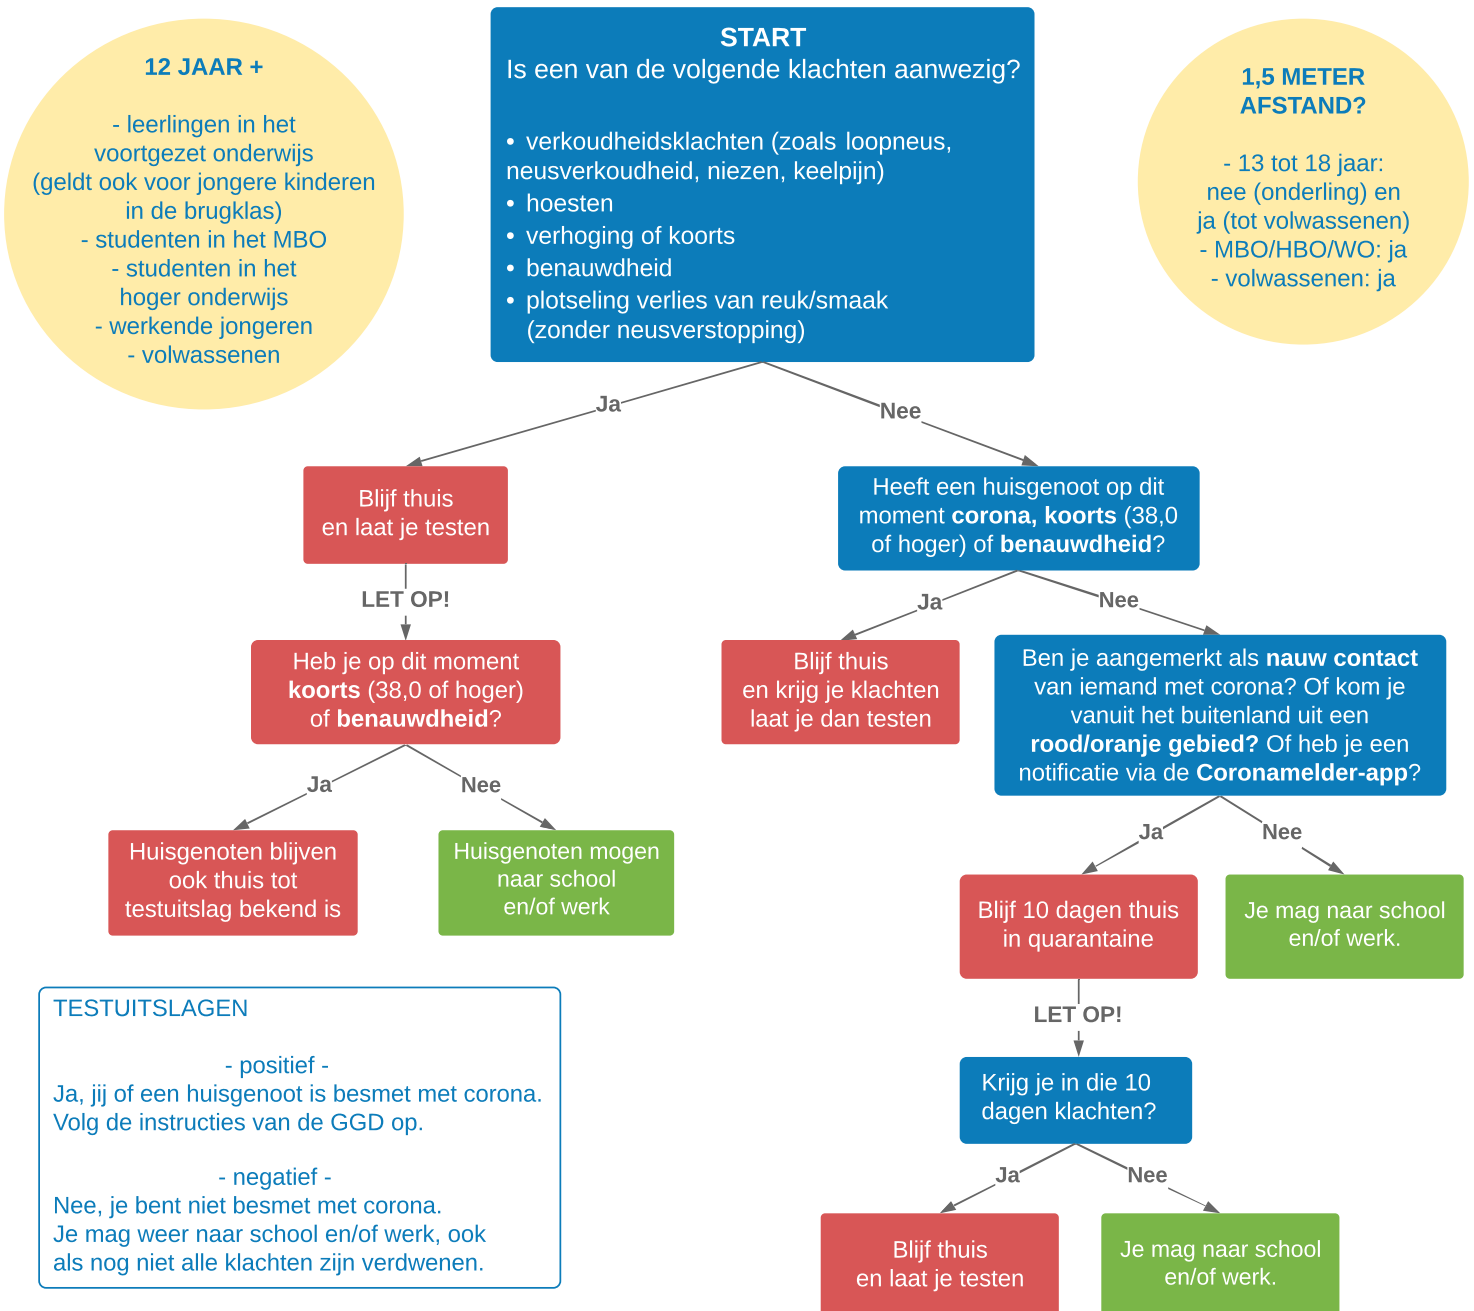 12 JAAR +
- leerlingen in het
voortgezet onderwijs
(geldt ook voor jongere kinderen
in de brugklas)
- studenten in het MBO
- studenten in het
hoger onderwijs
- werkende jongeren
- volwassenen
START
Is een van de volgende klachten aanwezig?
• verkoudheidsklachten (zoals loopneus,
neusverkoudheid, niezen, keelpijn)
• hoesten
• verhoging of koorts
• benauwdheid
• plotseling verlies van reuk/smaak
(zonder neusverstopping)
1,5 METER
AFSTAND?
- 13 tot 18 jaar:
nee (onderling) en
ja (tot volwassenen)
- MBO/HBO/WO: ja
- volwassenen: ja
Ja
Nee
Blijf thuis
en laat je testen
LET OP!
Heb je op dit moment
koorts (38,0 of hoger)
of benauwdheid?
Ja
Nee
Huisgenoten blijven
ook thuis tot
testuitslag bekend is
Huisgenoten mogen
naar school
en/of werk
Heeft een huisgenoot op dit
moment corona, koorts (38,0
of hoger) of benauwdheid?
Ja
Nee
Blijf thuis
en krijg je klachten
laat je dan testen
Ben je aangemerkt als nauw contact
van iemand met corona? Of kom je
vanuit het buitenland uit een
rood/oranje gebied? Of heb je een
notificatie via de Coronamelder-app?
Ja
Nee
Blijf 10 dagen thuis
in quarantaine
Je mag naar school
en/of werk.
LET OP!
Krijg je in die 10
dagen klachten?
Ja
Nee
Blijf thuis
en laat je testen
Je mag naar school
en/of werk.
TESTUITSLAGEN
- positief -
Ja, jij of een huisgenoot is besmet met corona.
Volg de instructies van de GGD op.
- negatief -
Nee, je bent niet besmet met corona.
Je mag weer naar school en/of werk, ook
als nog niet alle klachten zijn verdwenen.